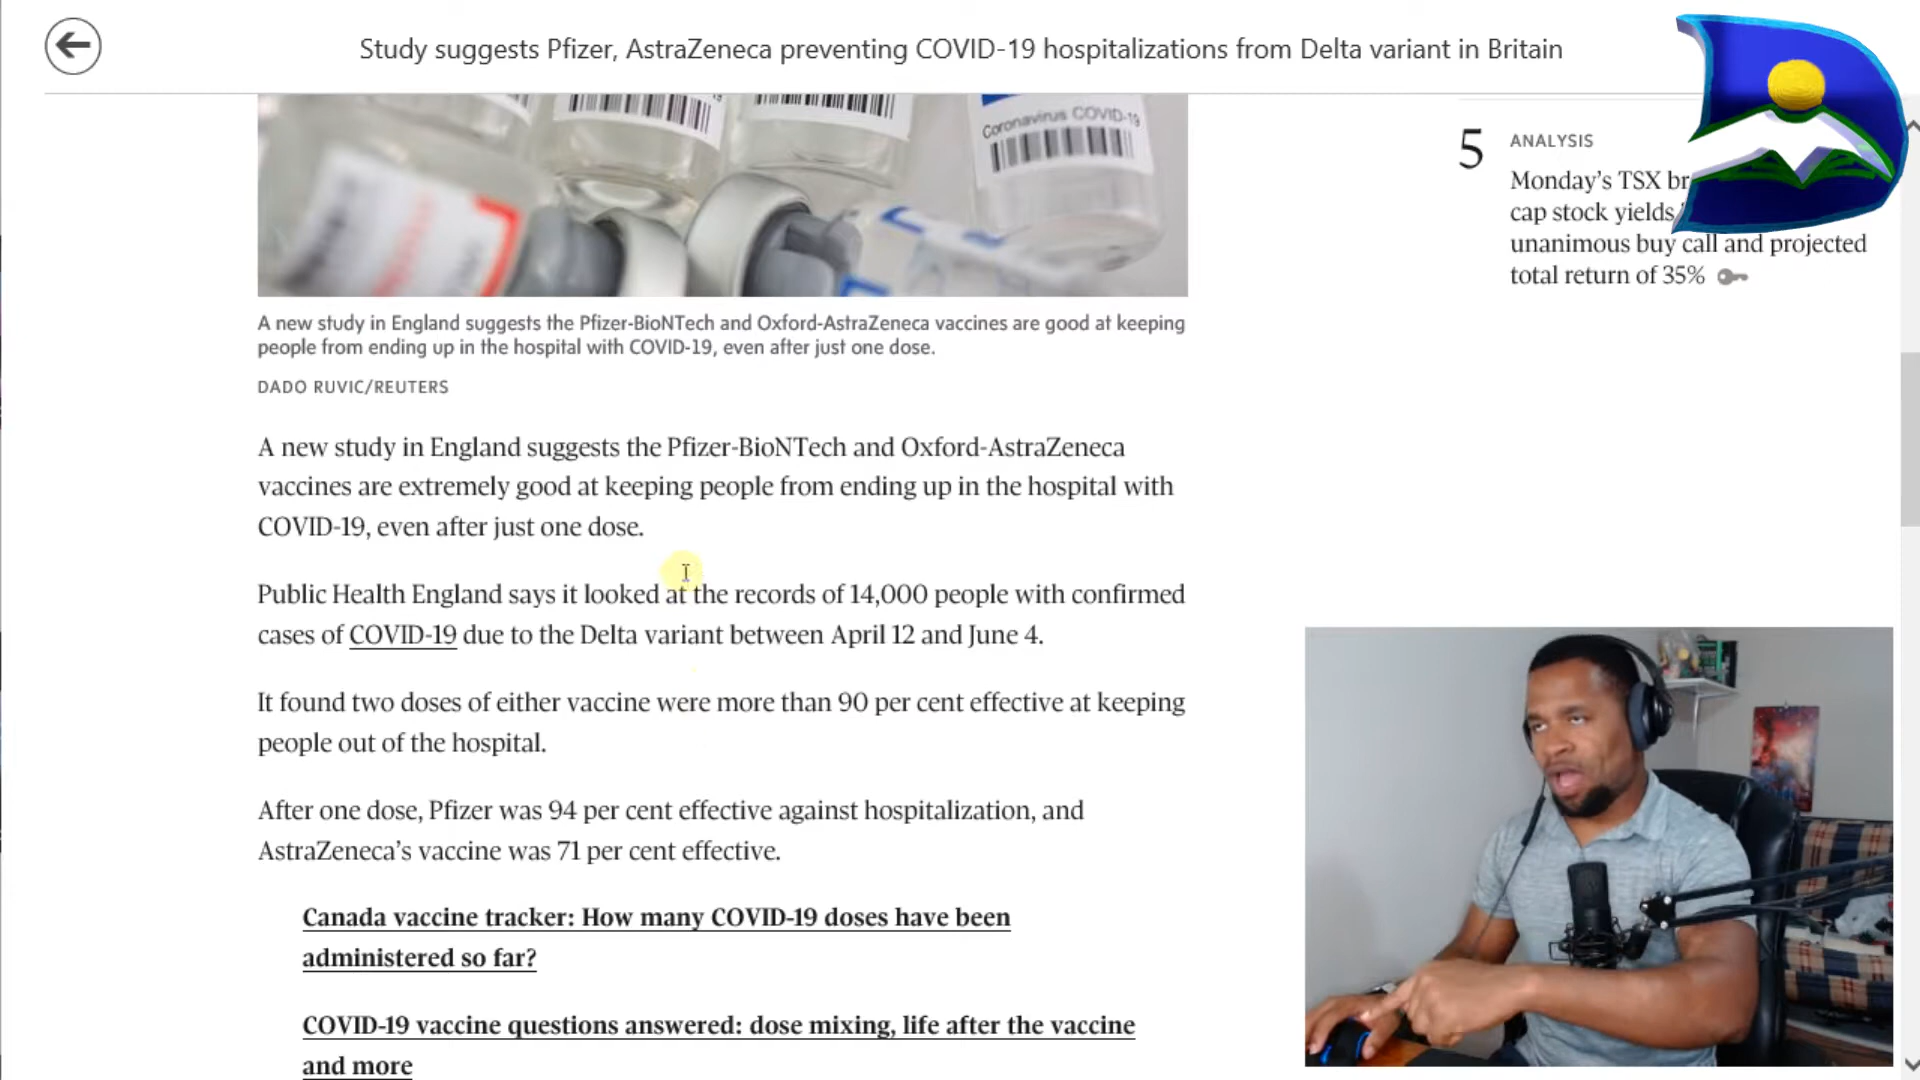 Study suggests Pfizer, AstraZeneca preventing COVID-19 hospitalizations from Delta variant in Britain
Coronavirus COVID-19
A new study in England suggests the Pfizer-BioNTech and Oxford-AstraZeneca vaccines are good at keeping
people from ending up in the hospital with COVID-19, even after just one dose.
DADO RUVIC/REUTERS
A new study in England suggests the Pfizer-BioNTech and Oxford-AstraZeneca
vaccines are extremely good at keeping people from ending up in the hospital with
COVID-19, even after just one dose.
Public Health England says it looked at the records of 14,000 people with confirmed
cases of COVID-19 due to the Delta variant between April 12 and June 4.
It found two doses of either vaccine were more than 90 per cent effective at keeping
people out of the hospital.
After one dose, Pfizer was 94 per cent effective against hospitalization, and
AstraZeneca's vaccine was 71 per cent effective.
Canada vaccine tracker: How many COVID-19 doses have been
administered so far?
COVID-19 vaccine questions answered: dose mixing, life after the vaccine
and more
5
ANALYSIS
Monday's TSX
cap stock yields
unanimous buy call and projected
total return of 35%